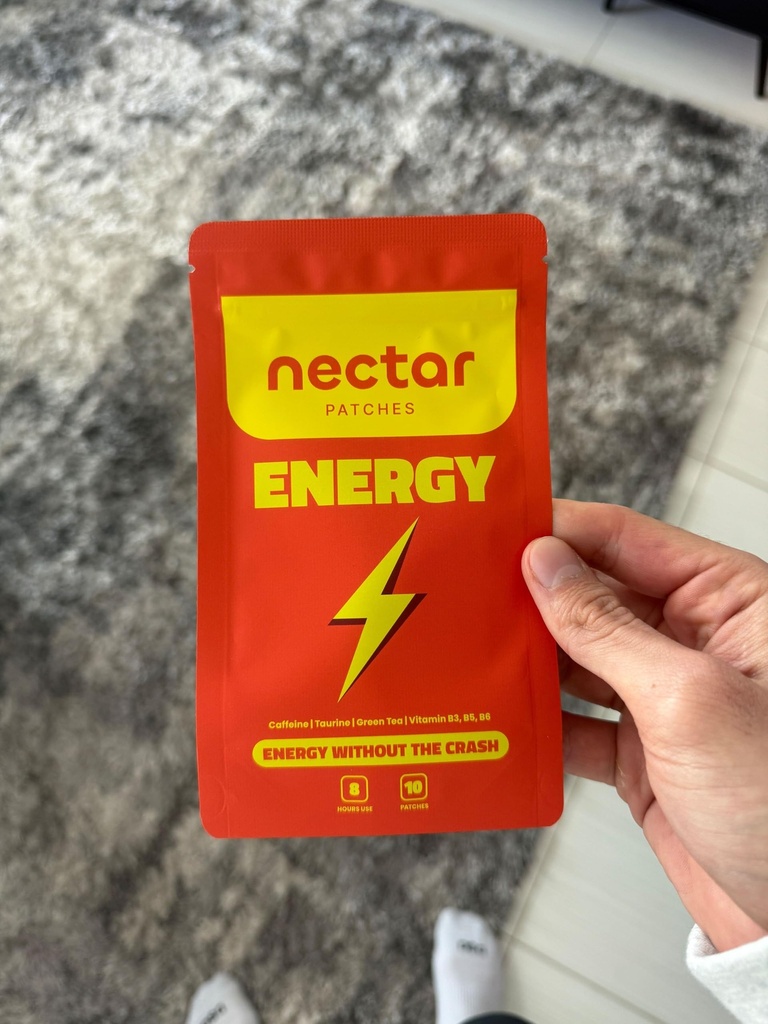 nectar
PATCHES
ENERGY
Caffeine | Taurine | Green Tea | Vitamin B3, B5, B6
ENERGY WITHOUT THE CRASH
8 10
HOURS USE PATCHES